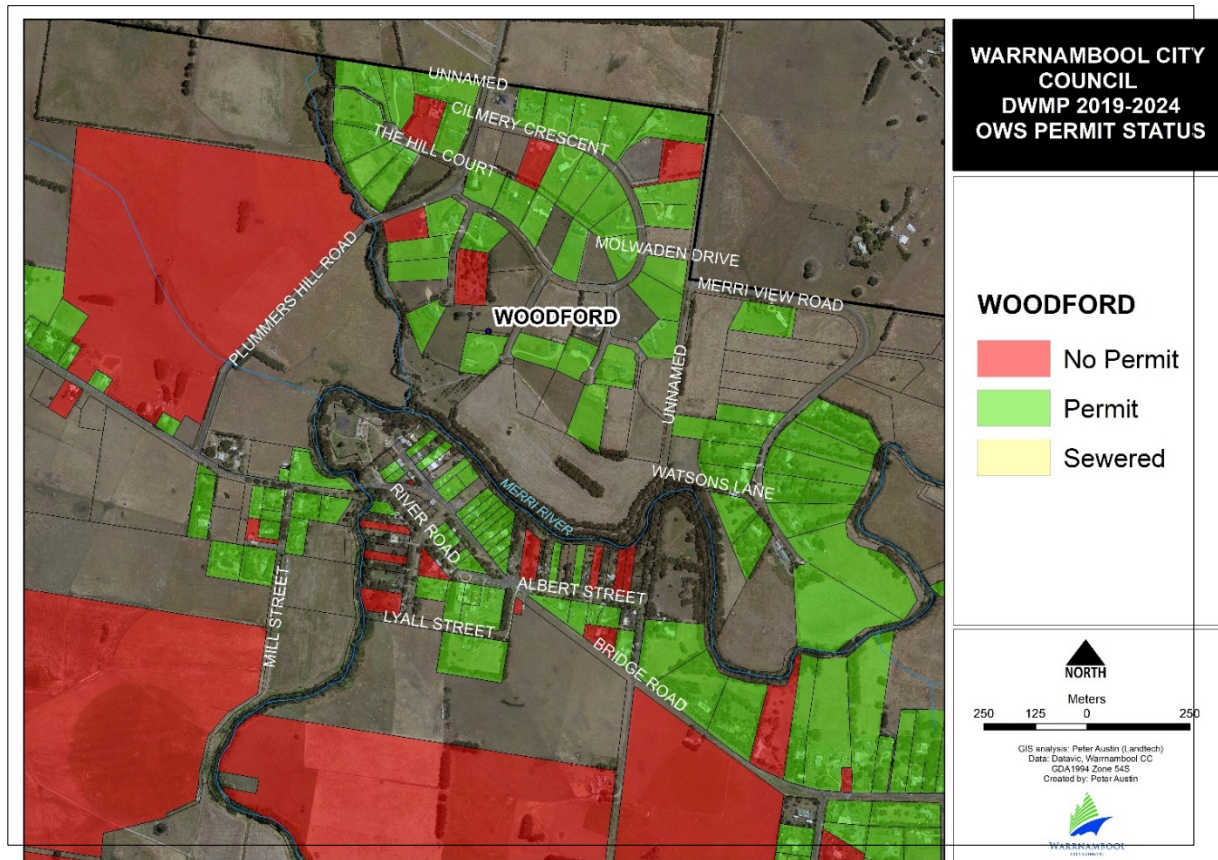 UNNAMED
CILMERY CRESCENT
THE HILL COURT
MOLWADEN DRIVE
MERRI VIEW ROAD
PLUMMERS HILL ROAD
WOODFORD
UNNAMED
WATSONS LANE
MERRI RIVER
RIVER ROAD
ALBERT STREET
LYALL STREET
MILL STREET
BRIDGE ROAD
WARRNAMBOOL CITY
COUNCIL
DWMP 2019-2024
OWS PERMIT STATUS
WOODFORD
No Permit
Permit
Sewered
NORTH
Meters
250 125 0 250
GIS analysis: Peter Austin (Landtech)
Data: Datavic, Warrnambool CC
GDA1994 Zone 54S
Created by: Peter Austin
WARRNAMBOOL
CITY COUNCIL